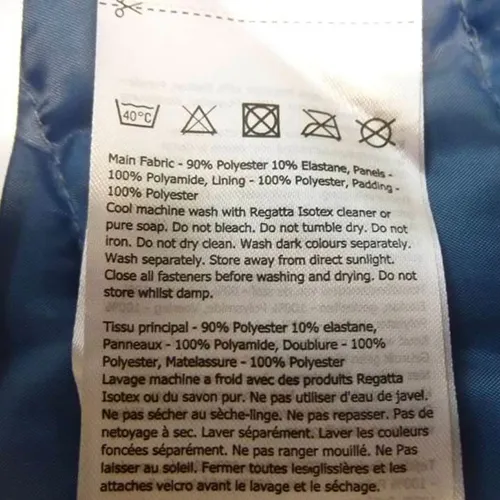 40°C
Main Fabric - 90% Polyester 10% Elastane, Panels -
100% Polyamide, Lining - 100% Polyester, Padding -
100% Polyester
Cool machine wash with Regatta Isotex cleaner or
pure soap. Do not bleach. Do not tumble dry. Do not
iron. Do not dry clean. Wash dark colours separately.
Wash separately. Store away from direct sunlight.
Close all fasteners before washing and drying. Do not
store whilst damp.
Tissu principal - 90% Polyester 10% elastane,
Panneaux - 100% Polyamide, Doublure - 100%
Polyester, Matelassure - 100% Polyester
Lavage machine a froid avec des produits Regatta
Isotex ou du savon pur. Ne pas utiliser d'eau de javel.
Ne pas sécher au sèche-linge. Ne pas repasser. Pas de
netoyage à sec. Laver séparément. Laver les couleurs
foncées séparément. Ne pas ranger mouillé. Ne Pas
laisser au soleil. Fermer toutes les glissières et les
attaches velcro avant le lavage et le séchage.